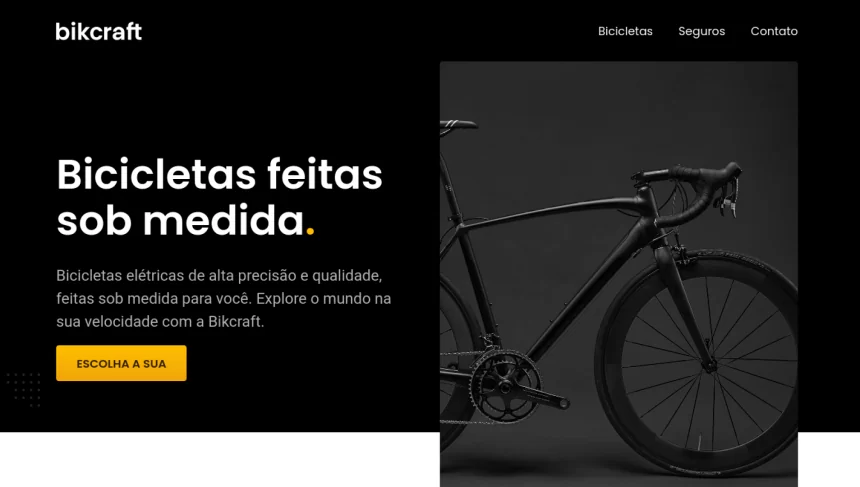 bikcraft
Bicicletas Seguros Contato
Bicicletas feitas
sob medida.
Bicicletas elétricas de alta precisão e qualidade,
feitas sob medida para você. Explore o mundo na
sua velocidade com a Bikcraft.
ESCOLHA A SUA